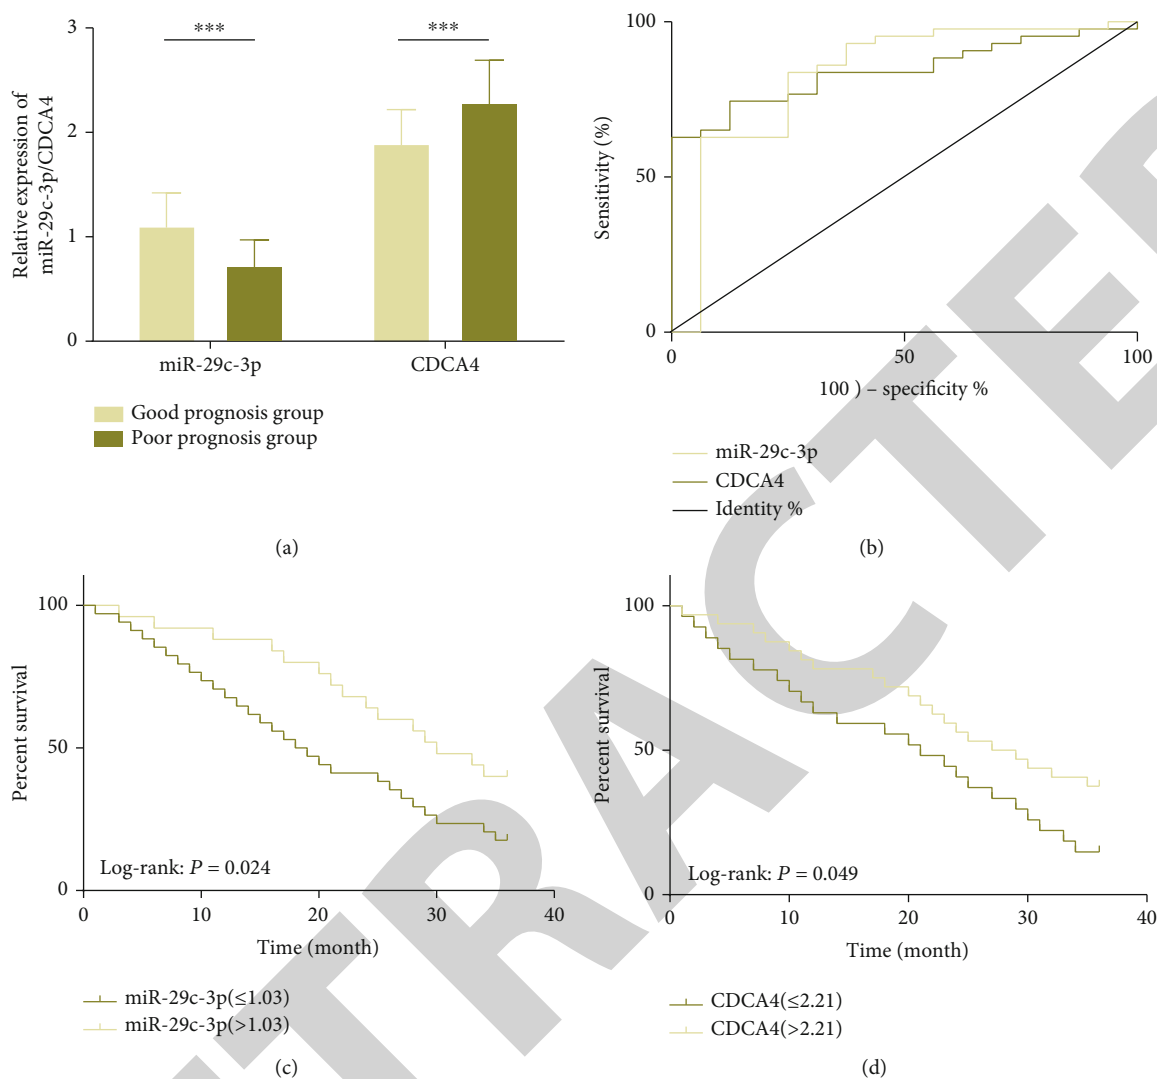 3
2
1
0
Relative expression of
miR-29c-3p/CDCA4
***
***
miR-29c-3p
CDCA4
Good prognosis group
Poor prognosis group
(a)
100
50
0
Sensitivity (%)
0
50
100
100 ) – specificity %
miR-29c-3p
CDCA4
Identity %
(b)
100
50
0
Percent survival
Log-rank: P = 0.024
0
10
20
30
40
Time (month)
miR-29c-3p(≤1.03)
miR-29c-3p(>1.03)
(c)
100
50
0
Percent survival
Log-rank: P = 0.049
0
10
20
30
40
Time (month)
CDCA4(≤2.21)
CDCA4(>2.21)
(d)
TRACTE